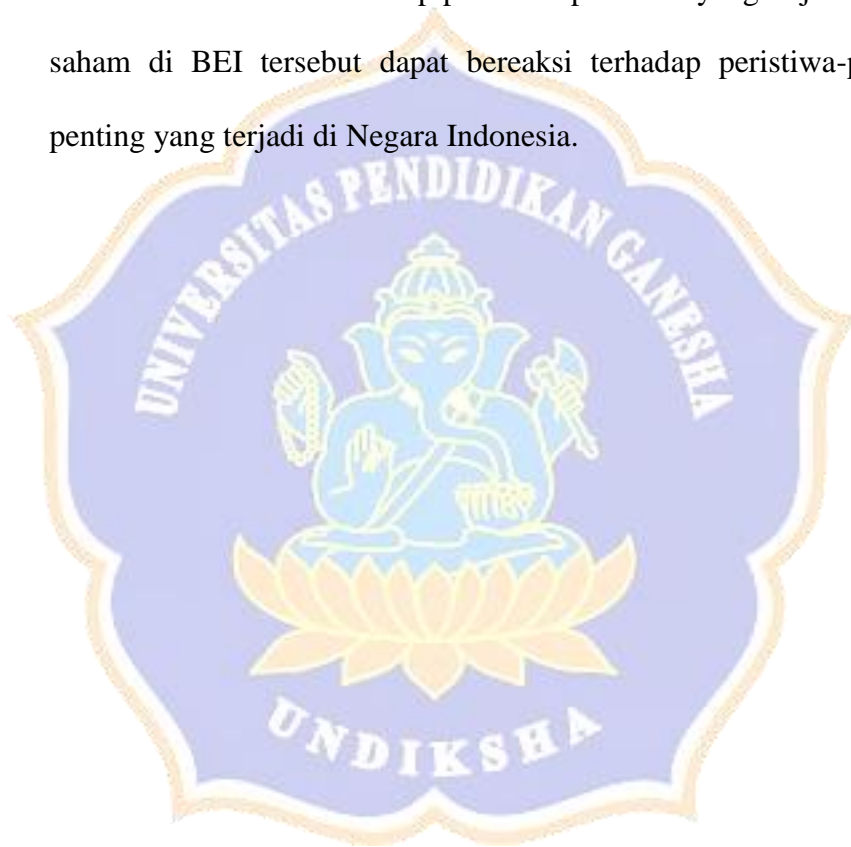 saham di BEI tersebut dapat bereaksi terhadap peristiwa-
penting yang terjadi di Negara Indonesia.
UNIVERSITAS PENDIDIKAN GANESHA
UNDIKSHA